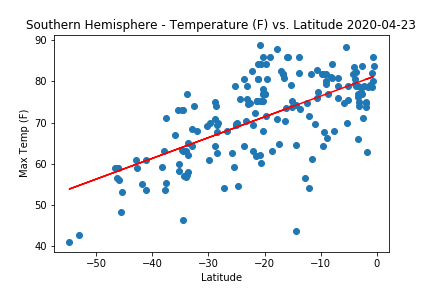 Southern Hemisphere - Temperature (F) vs. Latitude 2020-04-23
90
80
70
60
50
40
Max Temp (F)
−50 −40 −30 −20 −10 0
Latitude